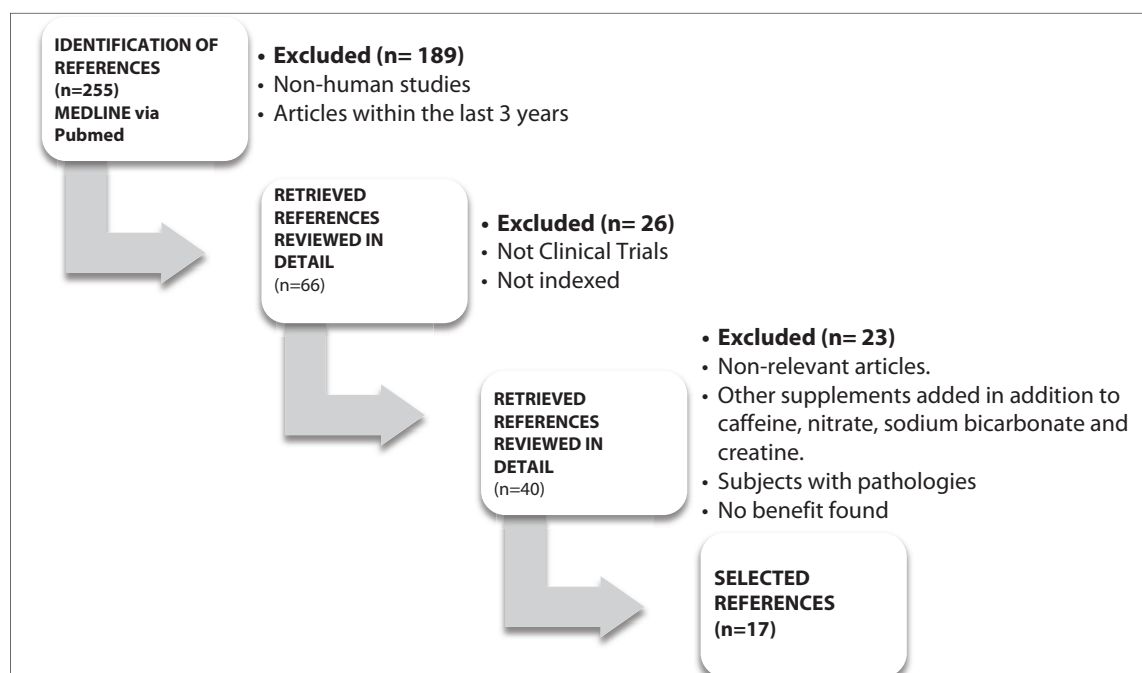 IDENTIFICATION OF
REFERENCES
(n=255)
MEDLINE via
Pubmed
• Excluded (n= 189)
• Non-human studies
• Articles within the last 3 years
RETRIEVED
REFERENCES
REVIEWED IN
DETAIL
(n=66)
• Excluded (n= 26)
• Not Clinical Trials
• Not indexed
RETRIEVED
REFERENCES
REVIEWED IN
DETAIL
(n=40)
• Excluded (n= 23)
• Non-relevant articles.
• Other supplements added in addition to
caffeine, nitrate, sodium bicarbonate and
creatine.
• Subjects with pathologies
• No benefit found
SELECTED
REFERENCES
(n=17)